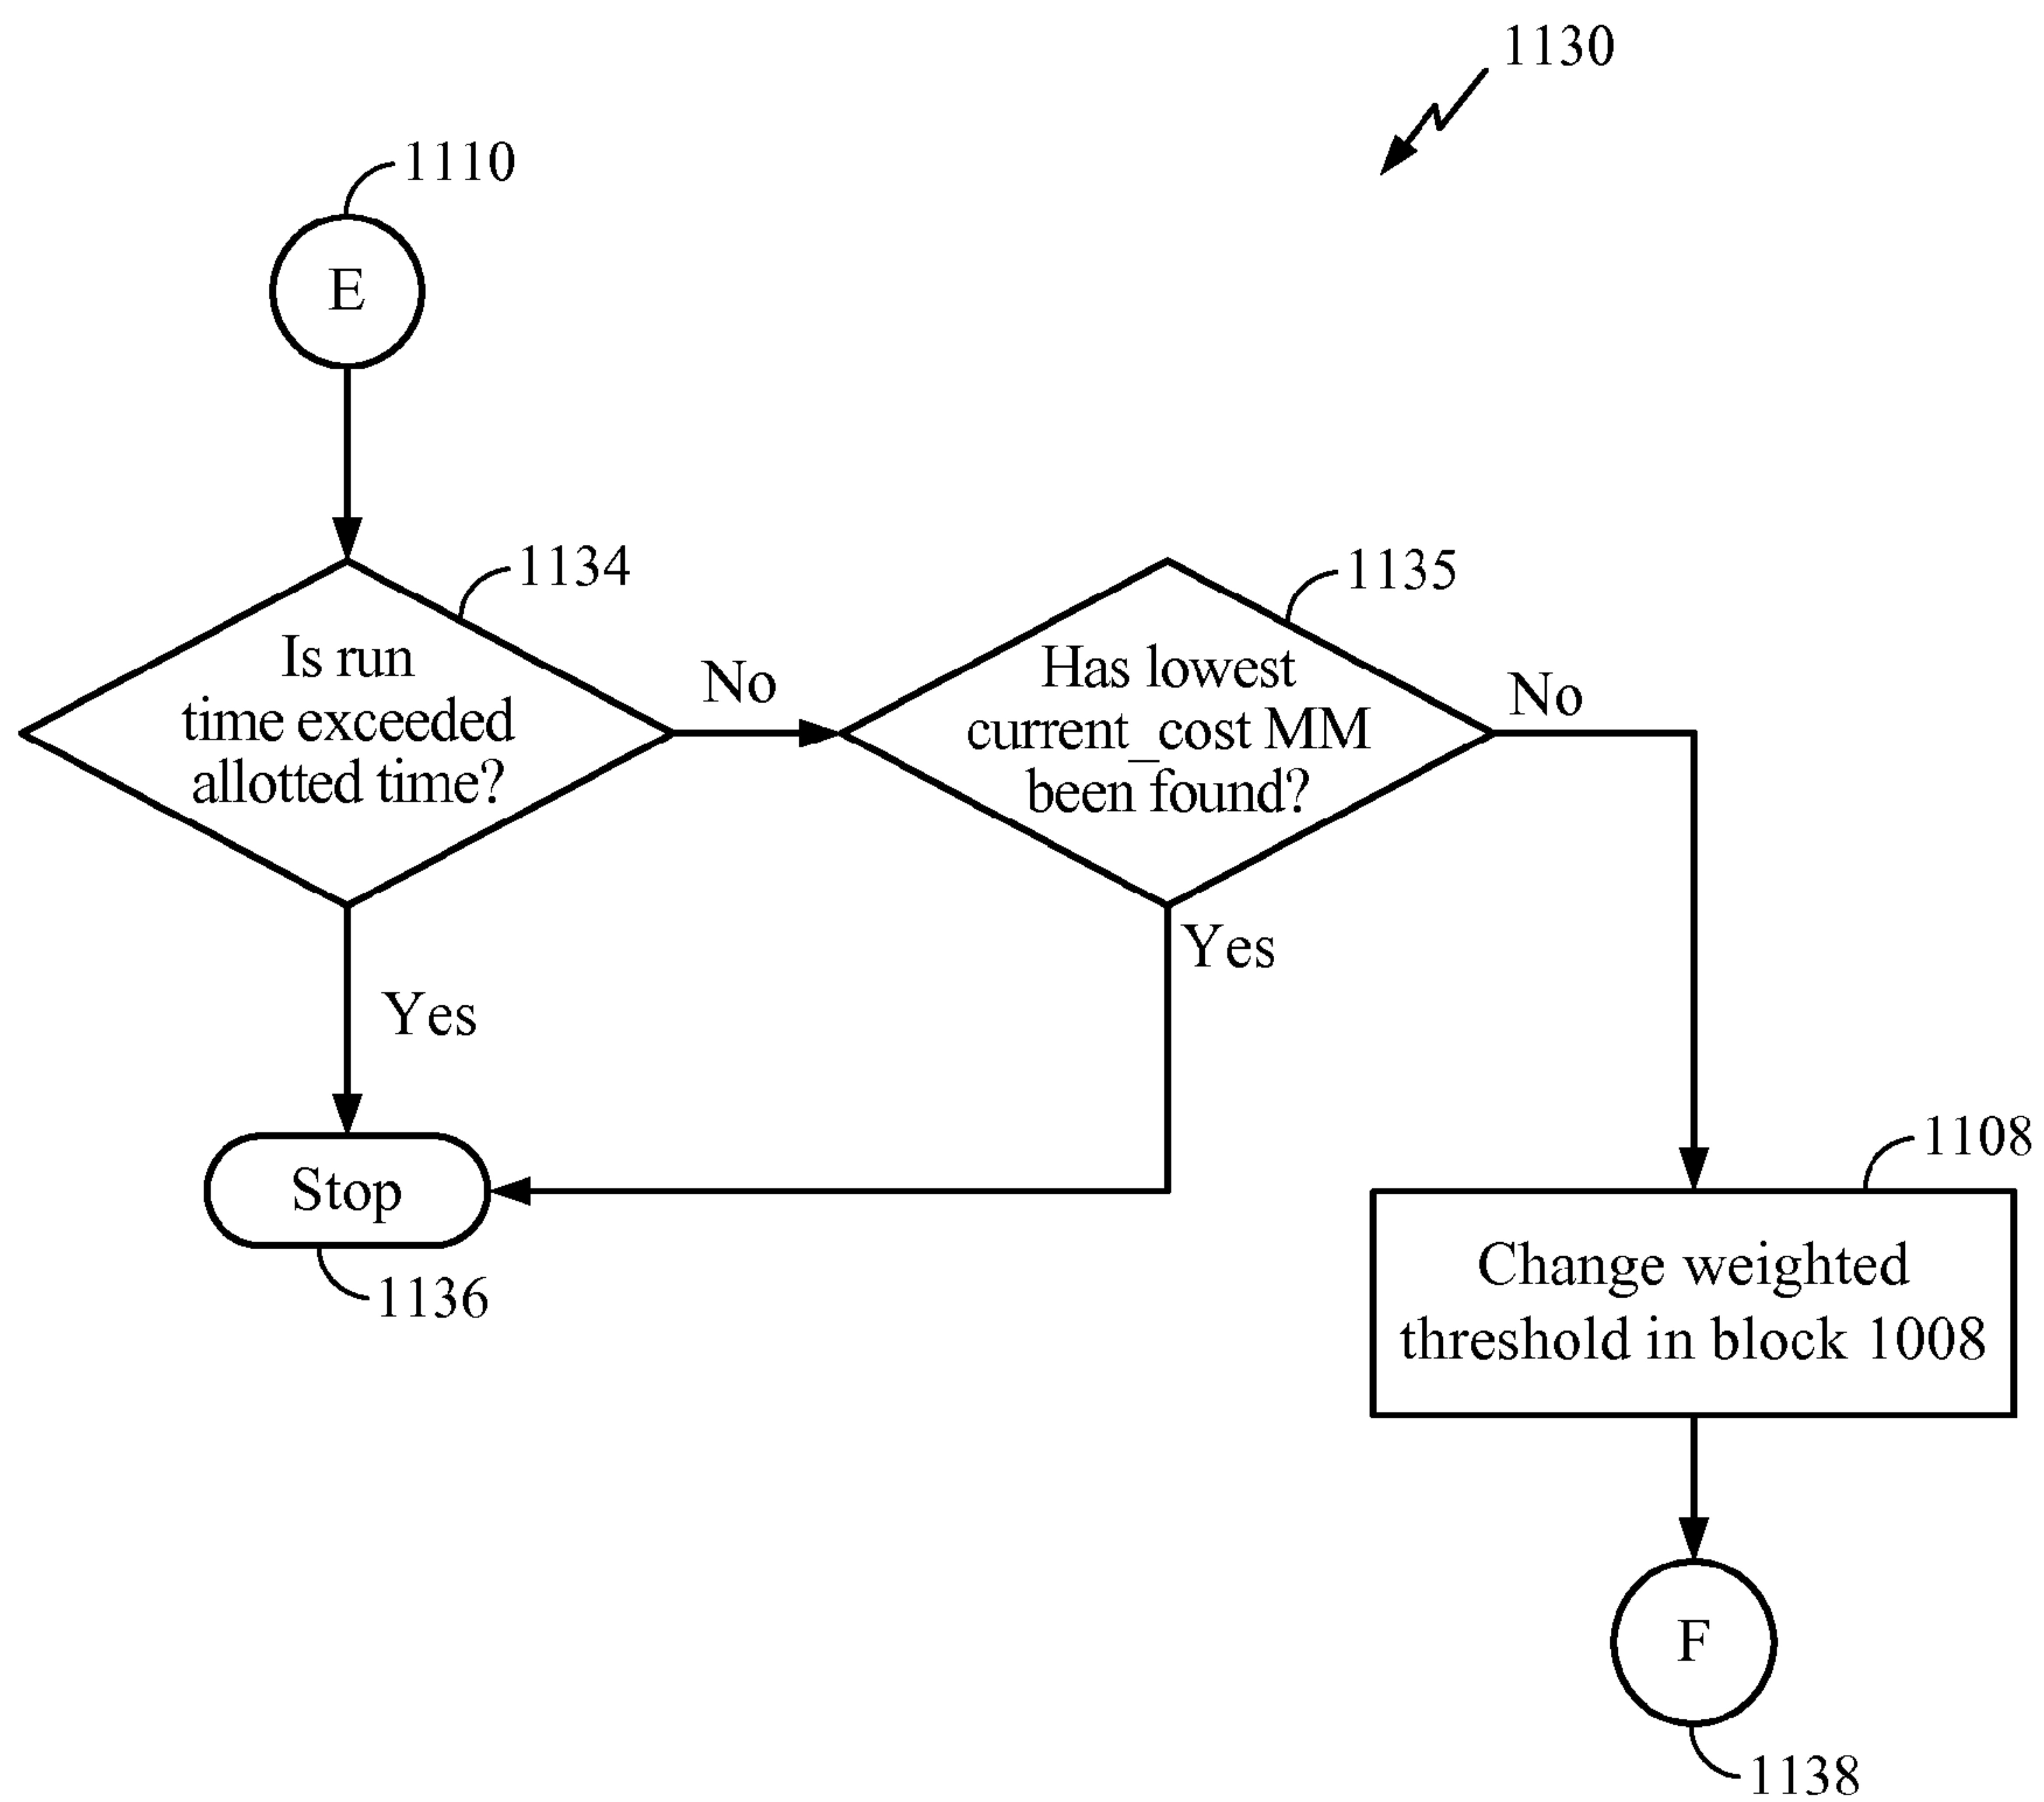 1130
1110
E
1134
Is run
time exceeded
allotted time?
No
1135
Has lowest
current_cost MM
been found?
No
Yes
Yes
Stop
1136
1108
Change weighted
threshold in block 1008
F
1138